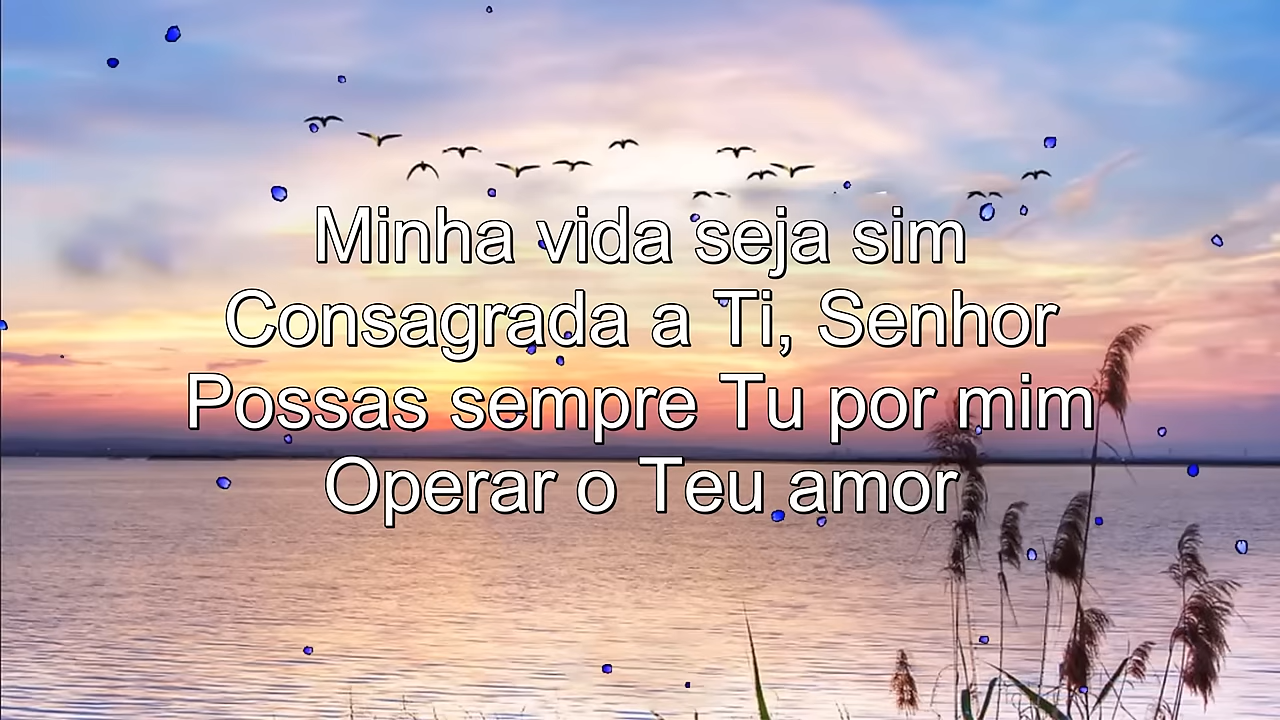 Minha vida seja sim
Consagrada a Ti, Senhor
Possas sempre Tu por mim
Operar o Teu amor